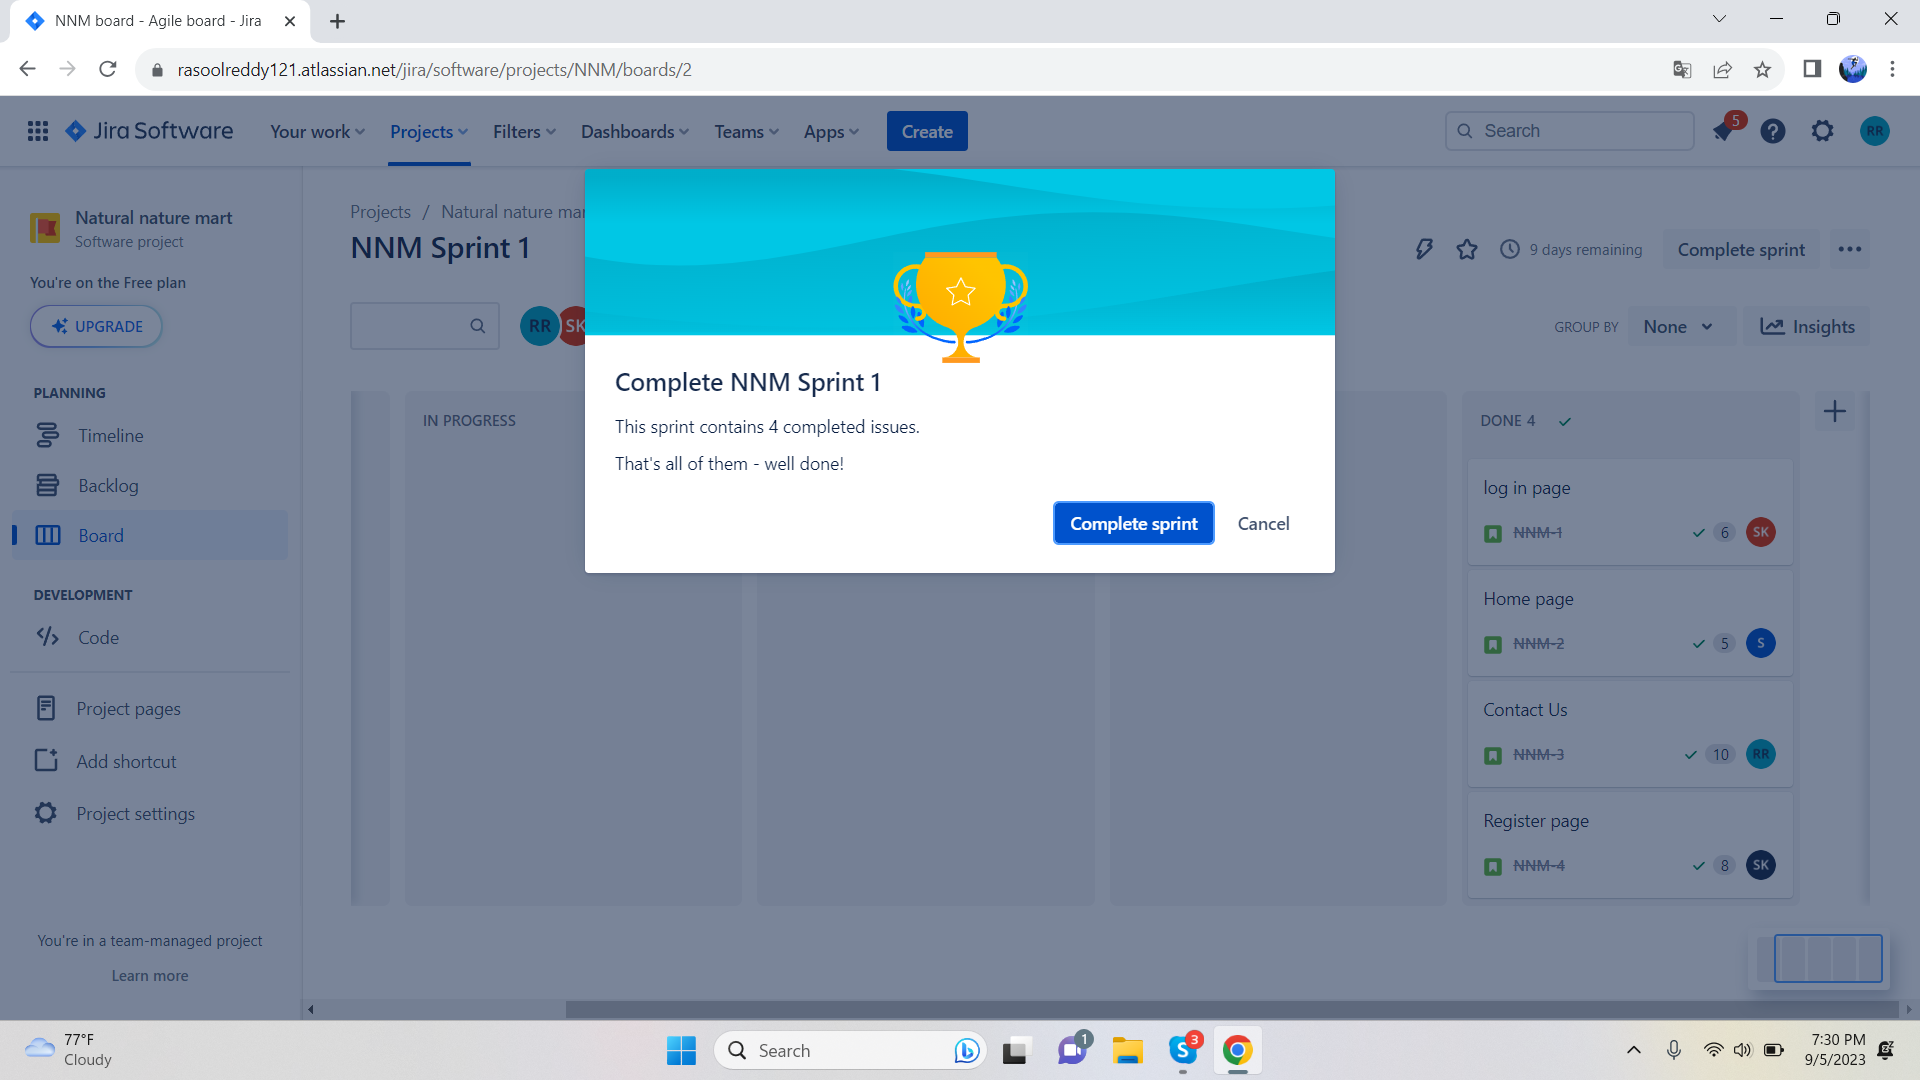 NNM board - Agile board - Jira
rasoolreddy121.atlassian.net/jira/software/projects/NNM/boards/2
Jira Software
Your work
Projects
Filters
Dashboards
Teams
Apps
Create
Search
5
RR
Natural nature mart
Software project
You're on the Free plan
UPGRADE
PLANNING
Timeline
Backlog
Board
DEVELOPMENT
Code
Project pages
Add shortcut
Project settings
You're in a team-managed project
Learn more
Projects / Natural nature mar
NNM Sprint 1
9 days remaining
Complete sprint
RR
SK
GROUP BY
None
Insights
IN PROGRESS
DONE 4
log in page
NNM-1
6
SK
Home page
NNM-2
5
S
Contact Us
NNM-3
10
RR
Register page
NNM-4
8
SK
Complete NNM Sprint 1
This sprint contains 4 completed issues.
That's all of them - well done!
Complete sprint
Cancel
77°F
Cloudy
Search
1
S
3
7:30 PM
9/5/2023